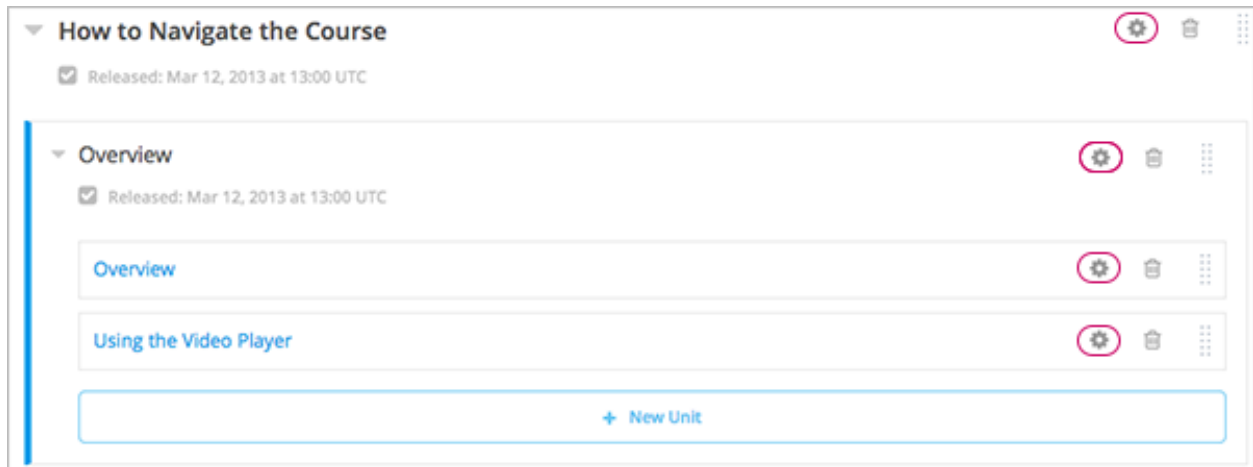 How to Navigate the Course
Released: Mar 12, 2013 at 13:00 UTC
Overview
Released: Mar 12, 2013 at 13:00 UTC
Overview
Using the Video Player
+ New Unit